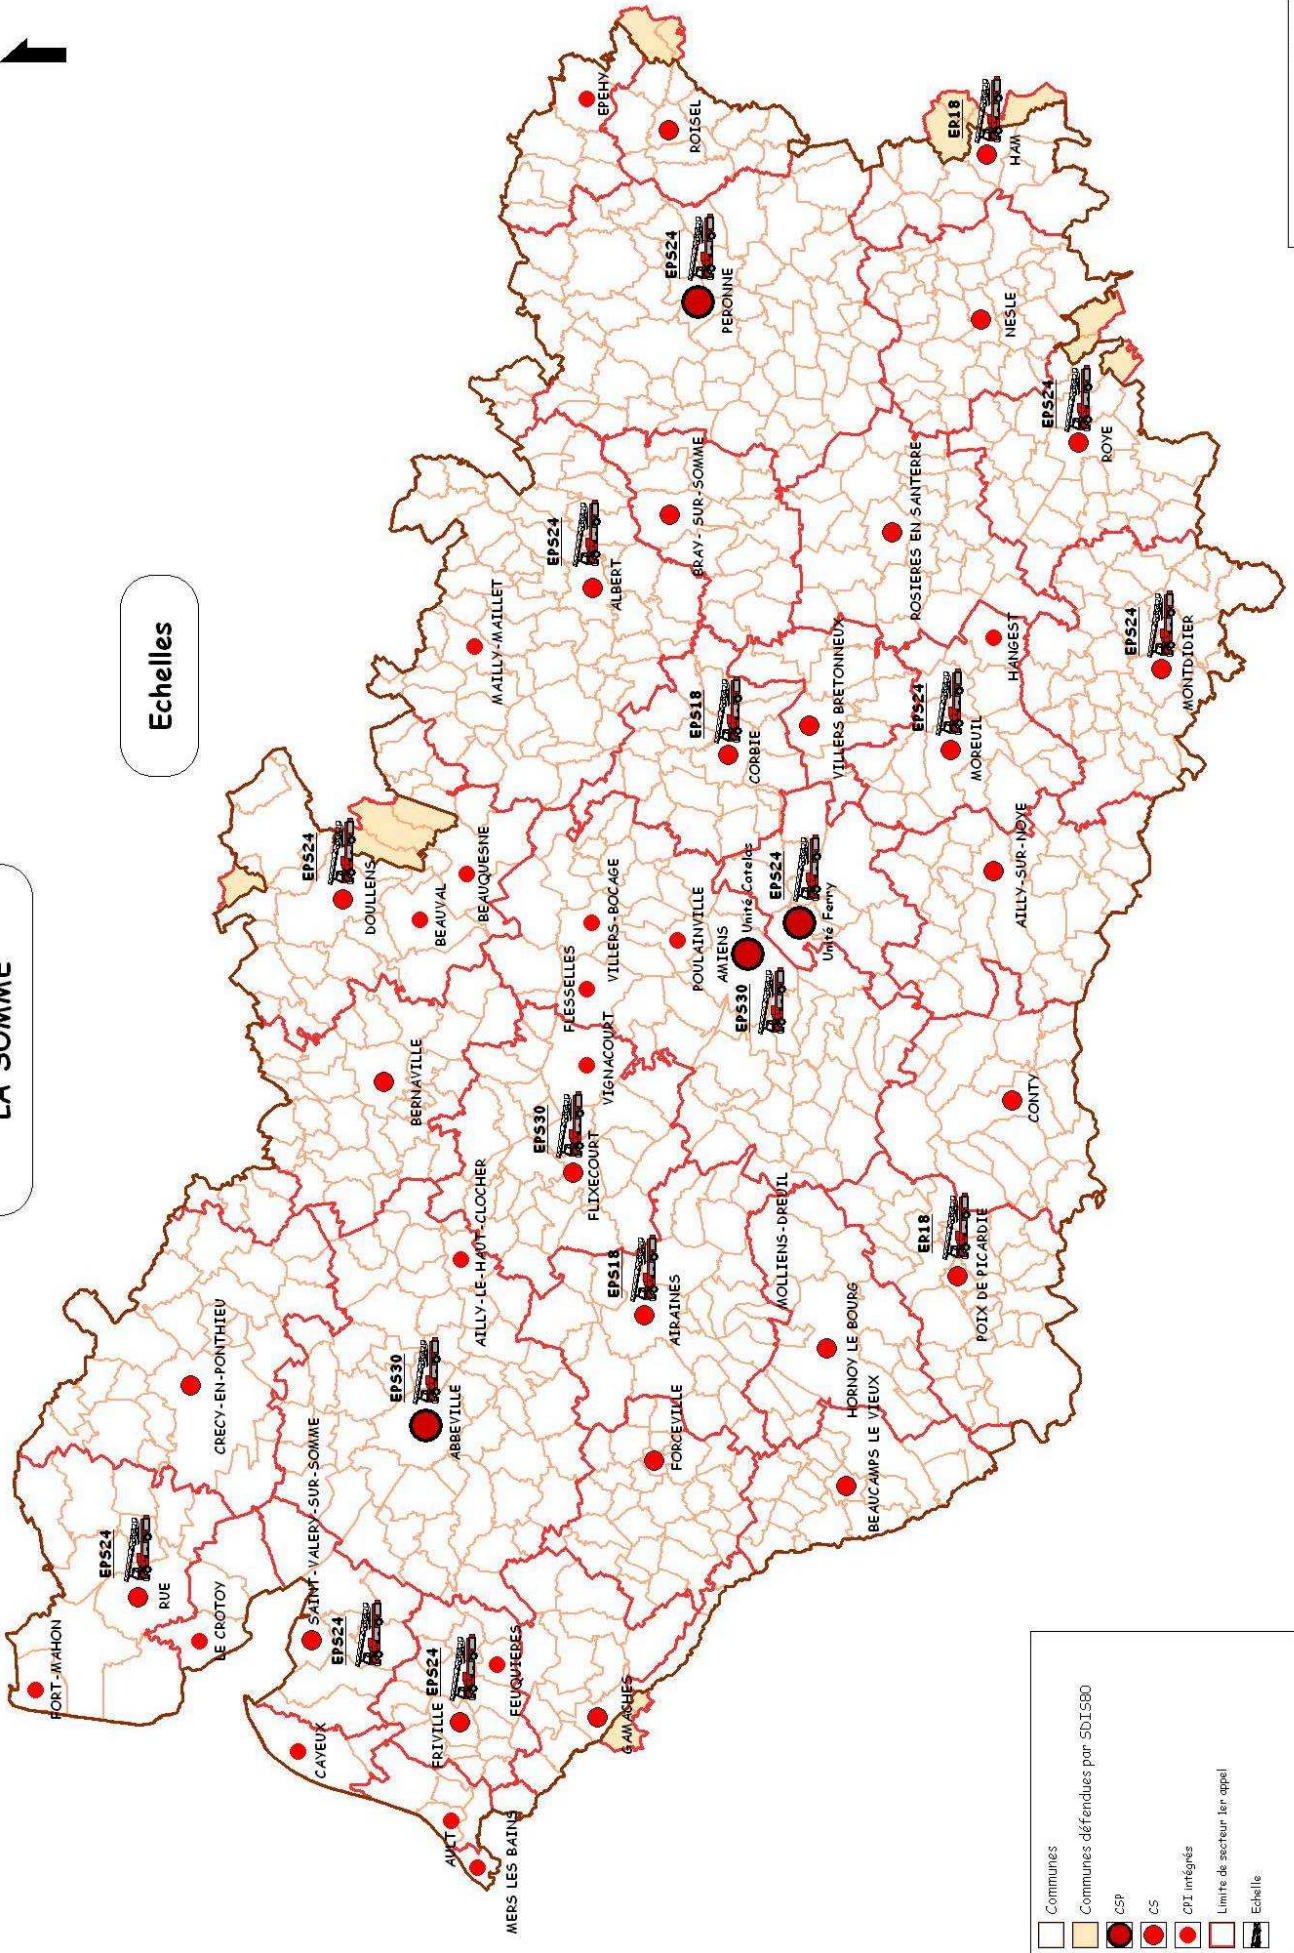 LA SOMME
Echelles
FORT-MAHON
EPS24
RUE
LE CROTOY
CRECY-EN-PONTHIEU
SAINT-VALERY-SUR-SOMME
EPS24
CAYEUX
AULT
MERS LES BAINS
EPS24
FRIVILLE
FEUQUIERES
GAMACHES
EPS30
ABBEVILLE
AILLY-LE-HAUT-CLOCHER
BERNAVILLE
EPS24
DOULLENS
BEAUVAL
BEAUQUESNE
MAILLY-MAILLET
EPS30
FLIXECOURT
VIGNACOURT
FLESSELLES
VILLERS-BOCAGE
POULAINVILLE
EPS24
ALBERT
BRAY-SUR-SOMME
EPEHY
ROISEL
EPS24
PERONNE
EPS18
AIRAINES
FORCEVILLE
MOLLIENS-DREUIL
HORNOY LE BOURG
BEAUCAMPS LE VIEUX
ER18
POIX DE PICARDIE
CONTY
AMIENS
Unité Catelas
EPS30
EPS24
Unité Ferry
EPS18
CORBIE
VILLERS BRETONNEUX
ROSIERES EN SANTERRE
EPS24
MOREUIL
HANGEST
AILLY-SUR-NOYE
EPS24
MONTDIDIER
EPS24
ROYE
NESLE
ER18
HAM
Communes
Communes défendues par SDIS80
CSP
CS
CPI intégrés
Limite de secteur 1er appel
Echelle